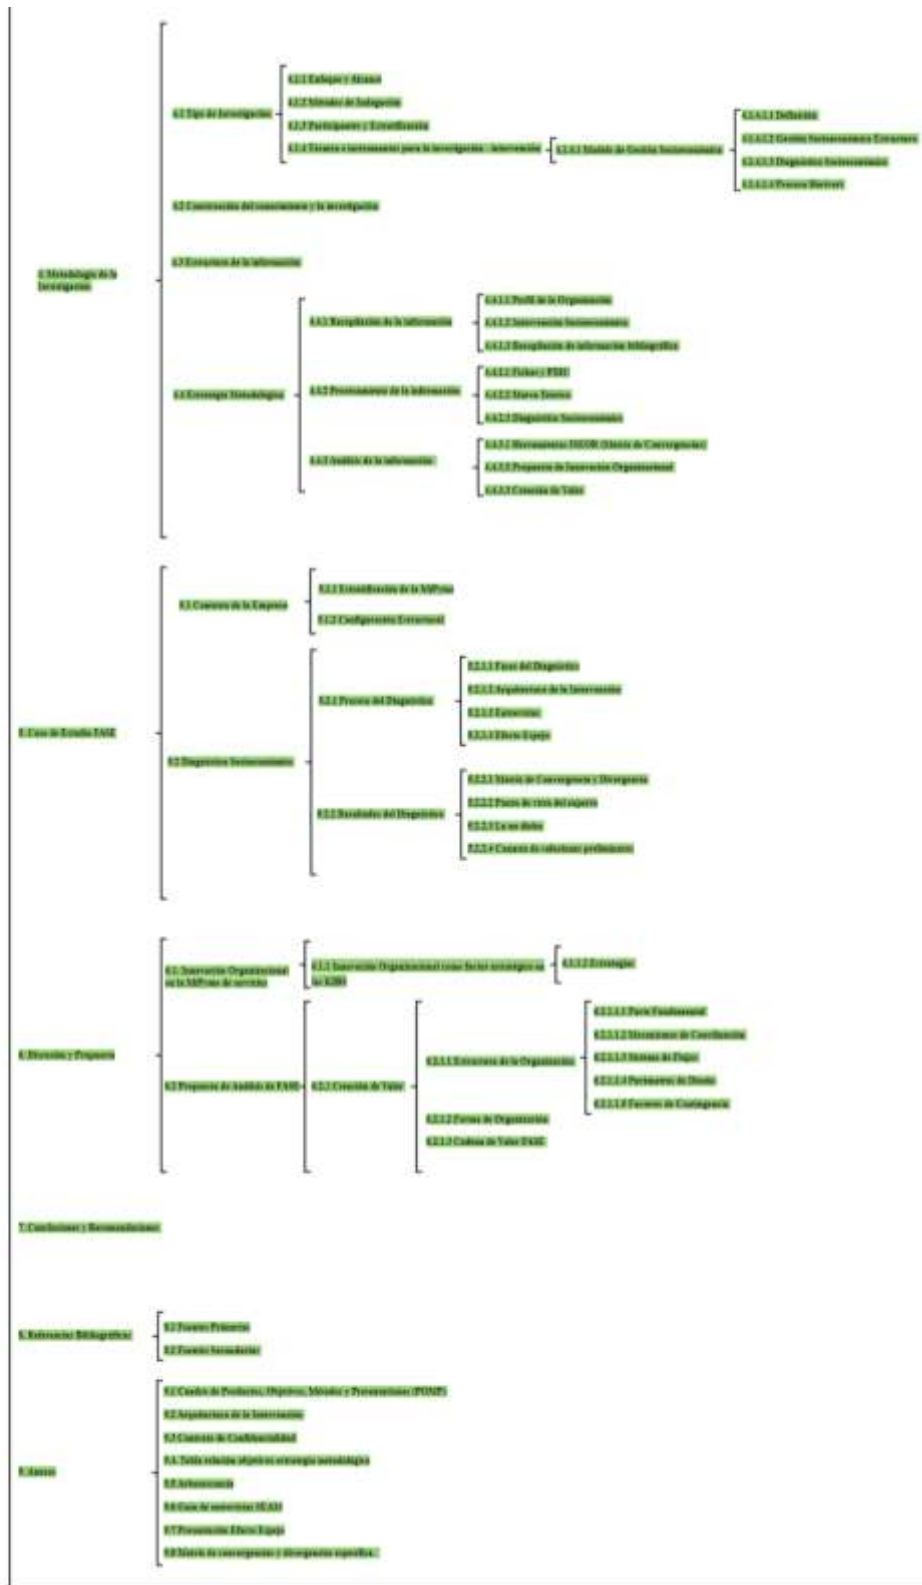 4. Metodología de la
Investigación
4.1 Tipo de Investigación
4.1.1 Enfoque y Alcance
4.1.2 Métodos de Indagación
4.1.3 Participantes y Estratificación
4.1.4 Técnica e instrumentos para la investigación - intervención
4.1.4.1 Modelo de Gestión Socioeconómico
4.1.4.1.1 Definición
4.1.4.1.2 Gestión Socioeconómica Estructura
4.1.4.1.3 Diagnóstico Socioeconómico
4.1.4.1.4 Proceso
4.2 Construcción del conocimiento y la investigación
4.3 Estructura de la información
4.4 Estrategia Metodológica
4.4.1 Recopilación de la información
4.4.1.1 Perfil de la Organización
4.4.1.2 Intervención Socioeconómica
4.4.1.3 Recopilación de información bibliográfica
4.4.2 Procesamiento de la información
4.4.2.1 Fichas y
4.4.2.2 Marco Teórico
4.4.2.3 Diagnóstico Socioeconómico
4.4.3 Análisis de la información
4.4.3.1 Herramientas ISEOR (Matriz de Convergencias)
4.4.3.2 Propuesta de Innovación Organizacional
4.4.3.3 Creación de Valor
5. Caso de Estudio FASE
5.1 Contexto de la Empresa
5.1.1 Estratificación de la MiPyme
5.1.2 Configuración Estructural
5.2 Diagnóstico Socioeconómico
5.2.1 Proceso del Diagnóstico
5.2.1.1 Fases del Diagnóstico
5.2.1.2 Arquitectura de la Intervención
5.2.1.3 Entrevistas
5.2.1.4 Efecto Espejo
5.2.2 Resultados del Diagnóstico
5.2.2.1 Matriz de Convergencia y Divergencia
5.2.2.2 Punto de vista del experto
5.2.2.3 Lo no dicho
5.2.2.4 Canasta de soluciones preliminares
6. Discusión y Propuesta
6.1. Innovación Organizacional
en la MiPyme de servicios
6.1.1 Innovación Organizacional como factor estratégico en
las KIBS
6.1.1.2 Estrategias
6.2 Propuesta de Análisis de FASE
6.2.1 Creación de Valor
6.2.1.1 Estructura de la Organización
6.2.1.1.1 Parte Fundamental
6.2.1.1.2 Mecanismos de Coordinación
6.2.1.1.3 Sistema de Flujos
6.2.1.1.4 Parámetros de Diseño
6.2.1.1.5 Factores de Contingencia
6.2.1.2 Forma de Organización
6.2.1.3 Cadena de Valor FASE
7. Conclusiones y Recomendaciones
8. Referencias Bibliográficas
8.1 Fuentes Primarias
8.2 Fuentes Secundarias
9. Anexos
9.1 Cuadro de Productos, Objetivos, Métodos y Presentaciones (POMP)
9.2 Arquitectura de la Intervención
9.3 Contrato de Confidencialidad
9.4. Tabla relación objetivos estrategia metodológica
9.5 Arborescencia
9.6 Guía de entrevistas SEAM
9.7 Presentación Efecto Espejo
9.8 Matriz de convergencias y divergencias específica..